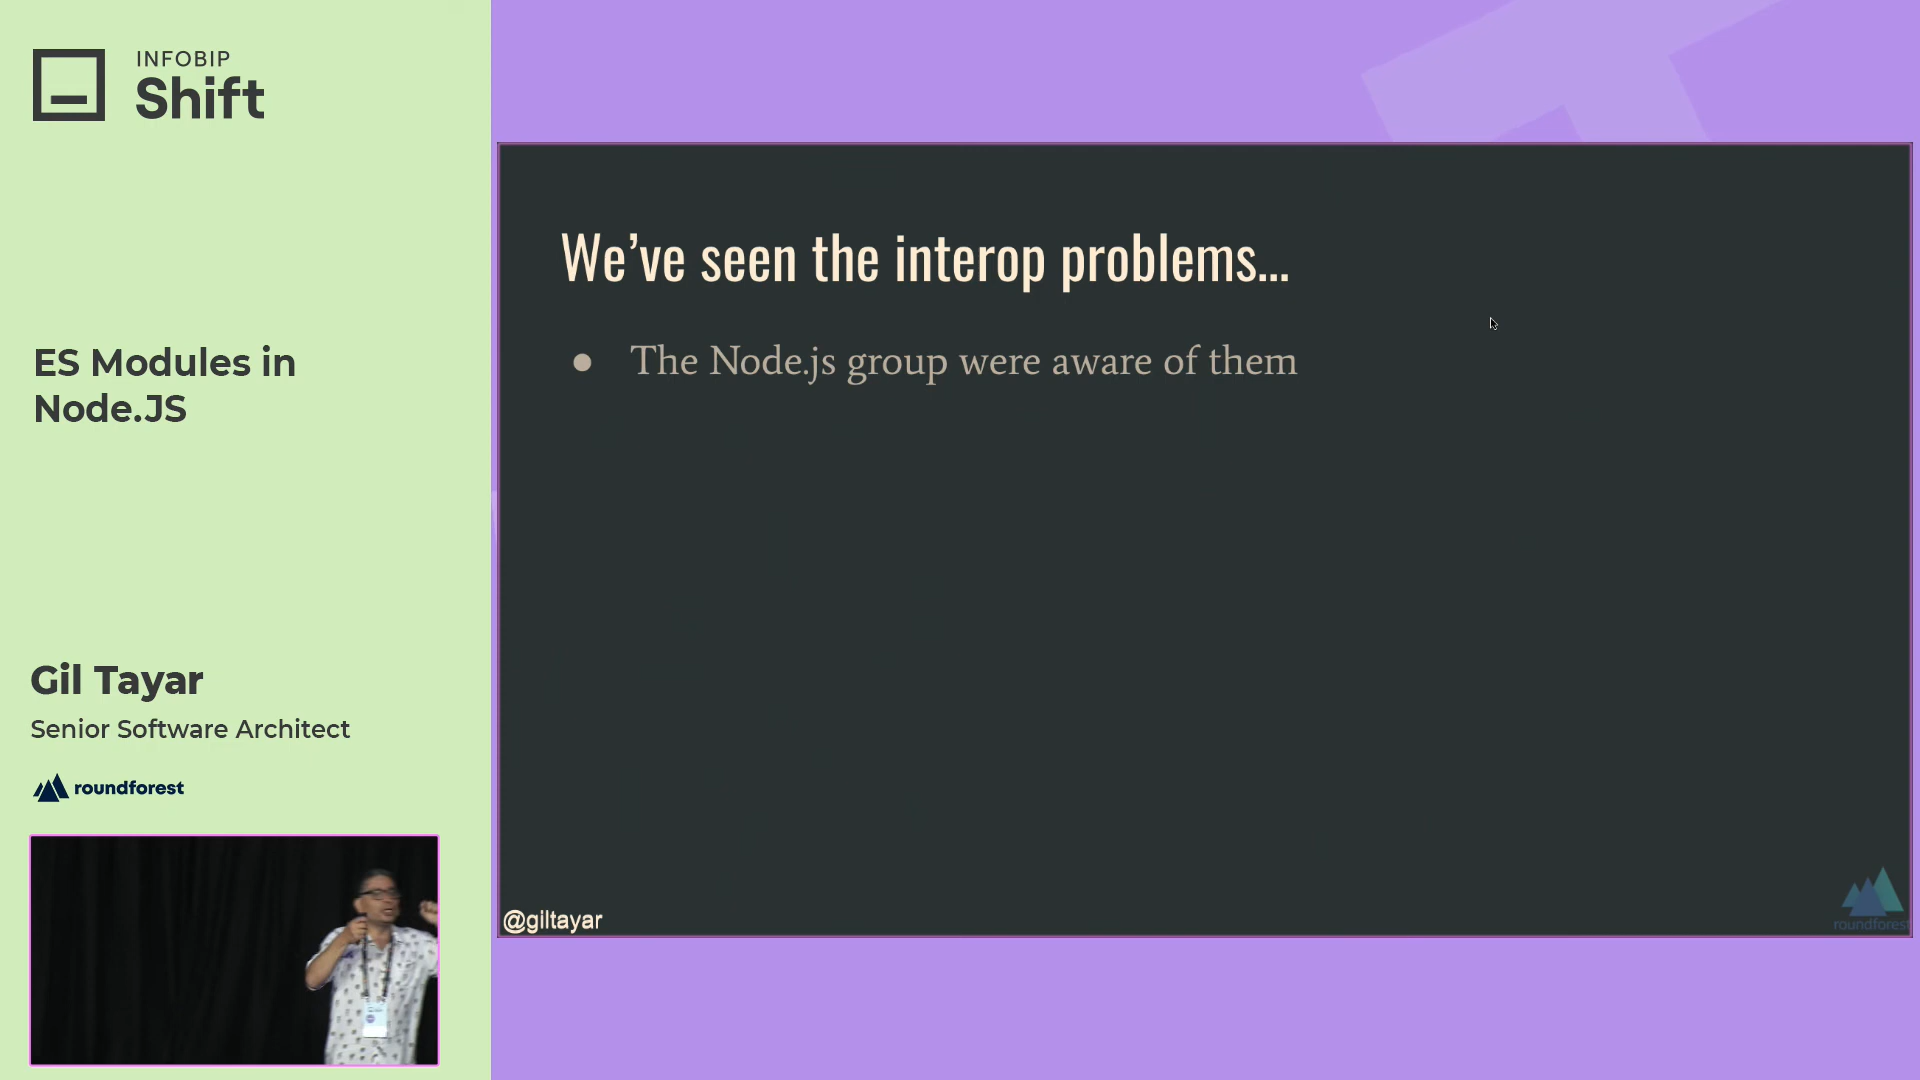 INFOBIP
Shift
ES Modules in
Node.JS
Gil Tayar
Senior Software Architect
roundforest
We’ve seen the interop problems...
● The Node.js group were aware of them
@giltayar
roundforest